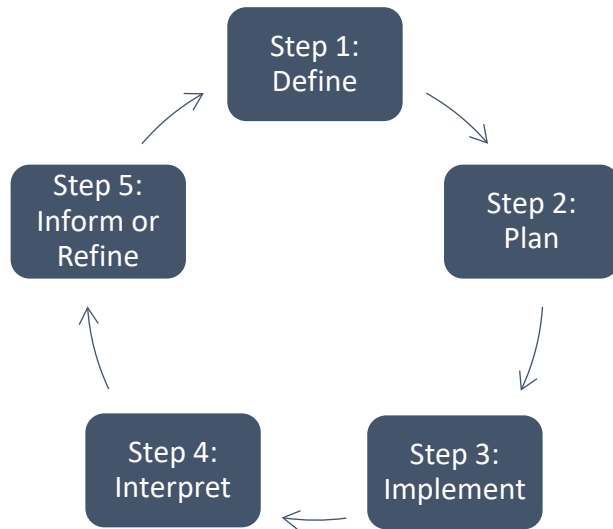 Step 1:
Define
Step 2:
Plan
Step 3:
Implement
Step 4:
Interpret
Step 5:
Inform or
Refine